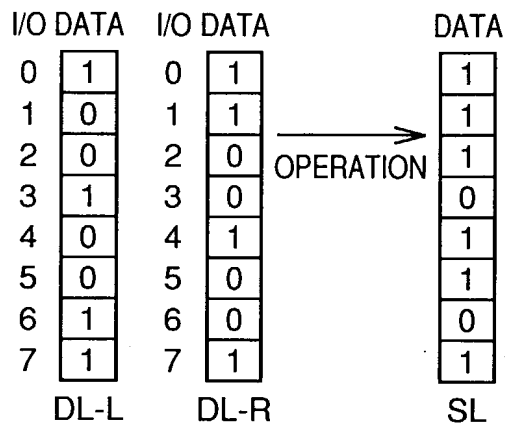 I/O DATA I/O DATA DATA
0 1 0 1 1
1 0 1 1 1
2 0 2 0 1
OPERATION
3 1 3 0 0
4 0 4 1 1
5 0 5 0 1
6 1 6 0 0
7 1 7 1 1
DL-L DL-R SL